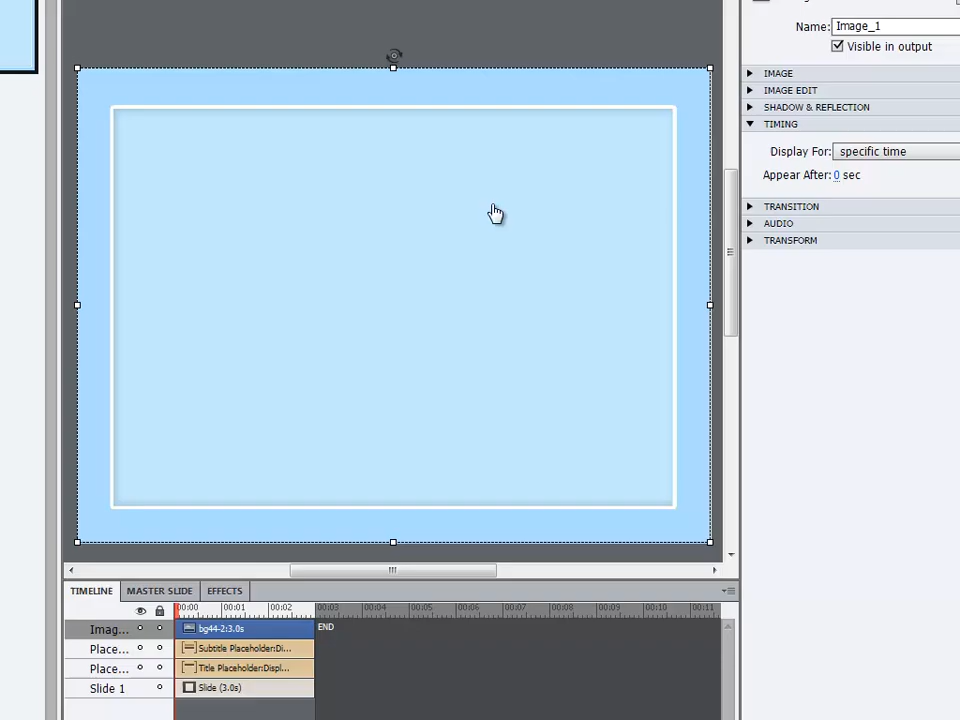 Name: Image_1
Visible in output
IMAGE
IMAGE EDIT
SHADOW & REFLECTION
TIMING
Display For: specific time
Appear After: 0 sec
TRANSITION
AUDIO
TRANSFORM
TIMELINE MASTER SLIDE EFFECTS
00:00 00:01 00:02 00:03 00:04 00:05 00:06 00:07 00:08 00:09 00:10 00:11
Imag... bg44-2:3.0s END
Place... Subtitle Placeholder:Di...
Place... Title Placeholder:Displ...
Slide 1 Slide (3.0s)